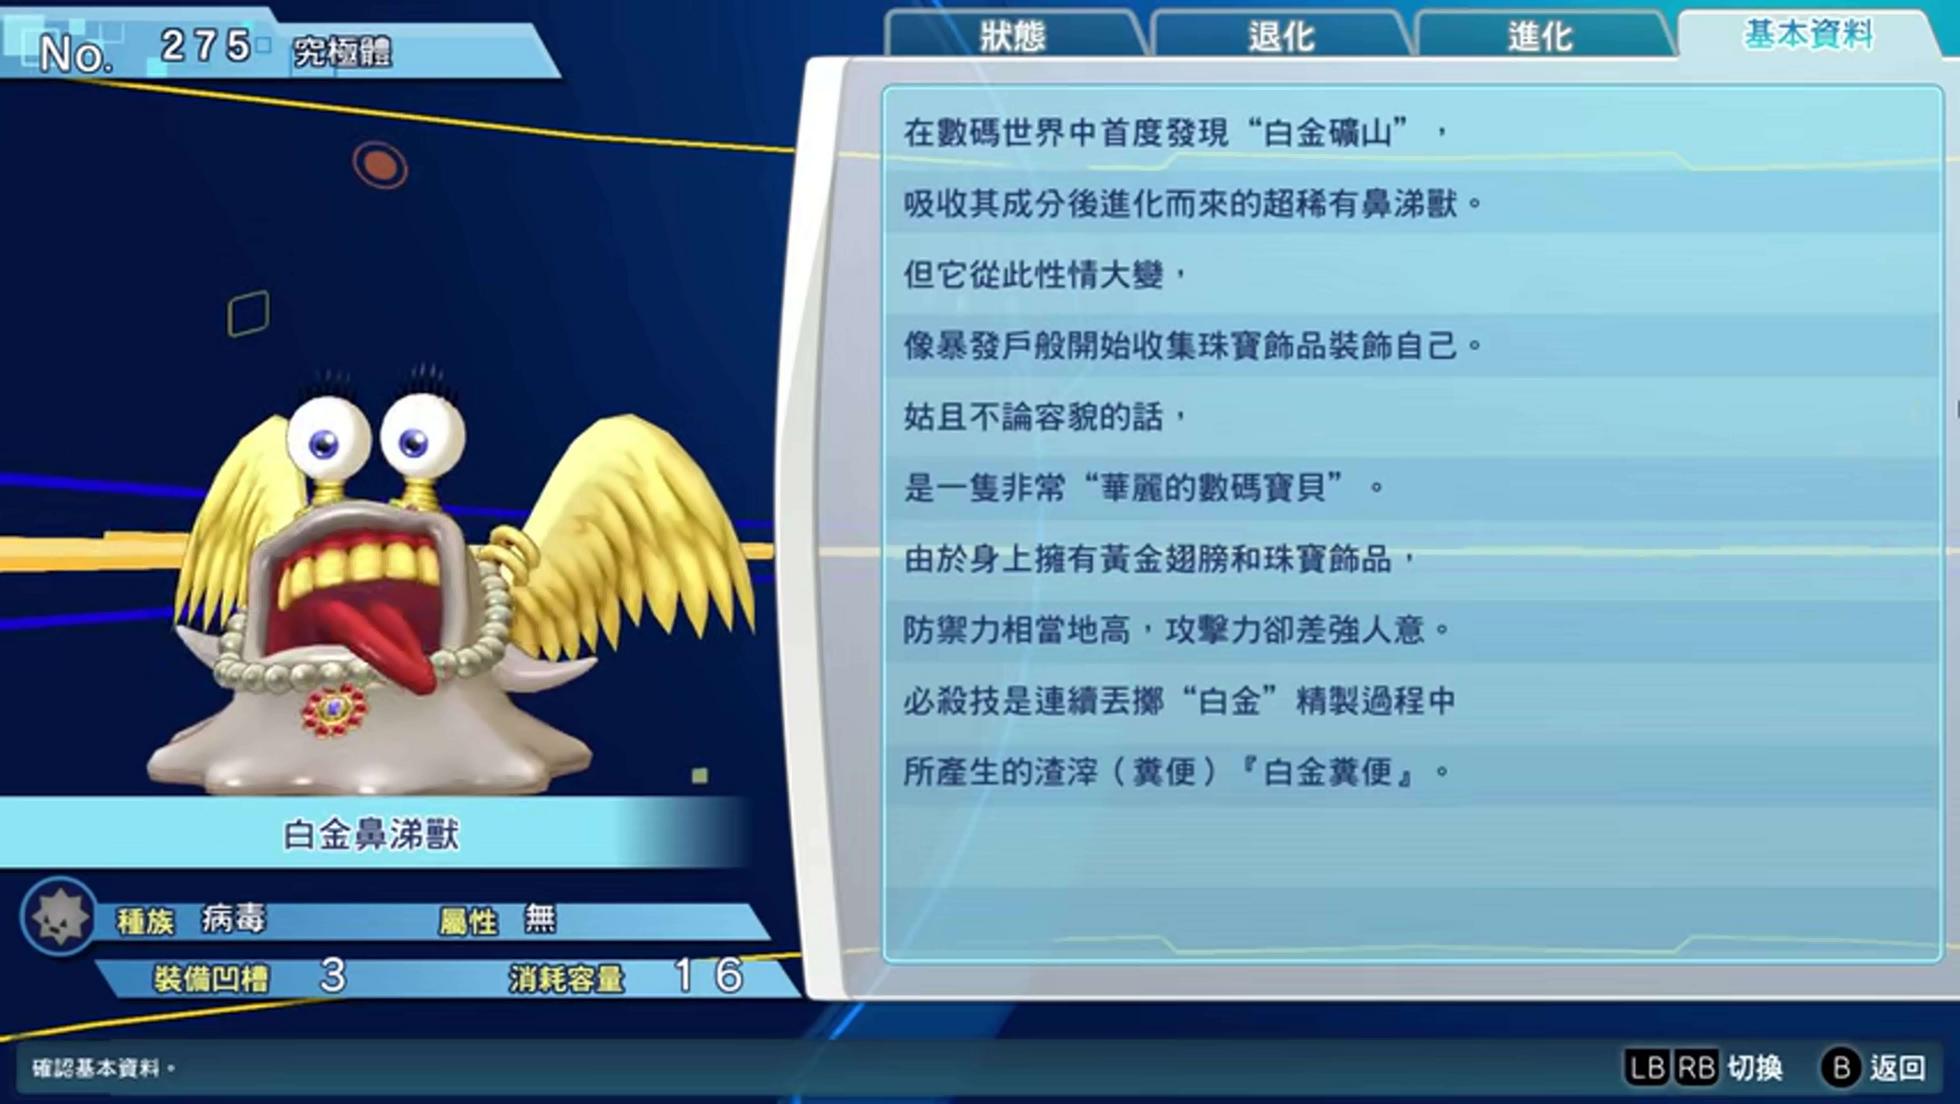 No. 275 究極體
狀態
退化
進化
基本資料
在數碼世界中首度發現“白金礦山”，
吸收其成分後進化而來的超稀有鼻涕獸。
但它從此性情大變，
像暴發戶般開始收集珠寶飾品裝飾自己。
姑且不論容貌的話，
是一隻非常“華麗的數碼寶貝”。
由於身上擁有黃金翅膀和珠寶飾品，
防禦力相當地高，攻擊力卻差強人意。
必殺技是連續丟擲“白金”精製過程中
所產生的渣滓（糞便）『白金糞便』。
白金鼻涕獸
種族 病毒 屬性 無
裝備凹槽 3 消耗容量 16
確認基本資料。
LB RB 切換 B 返回